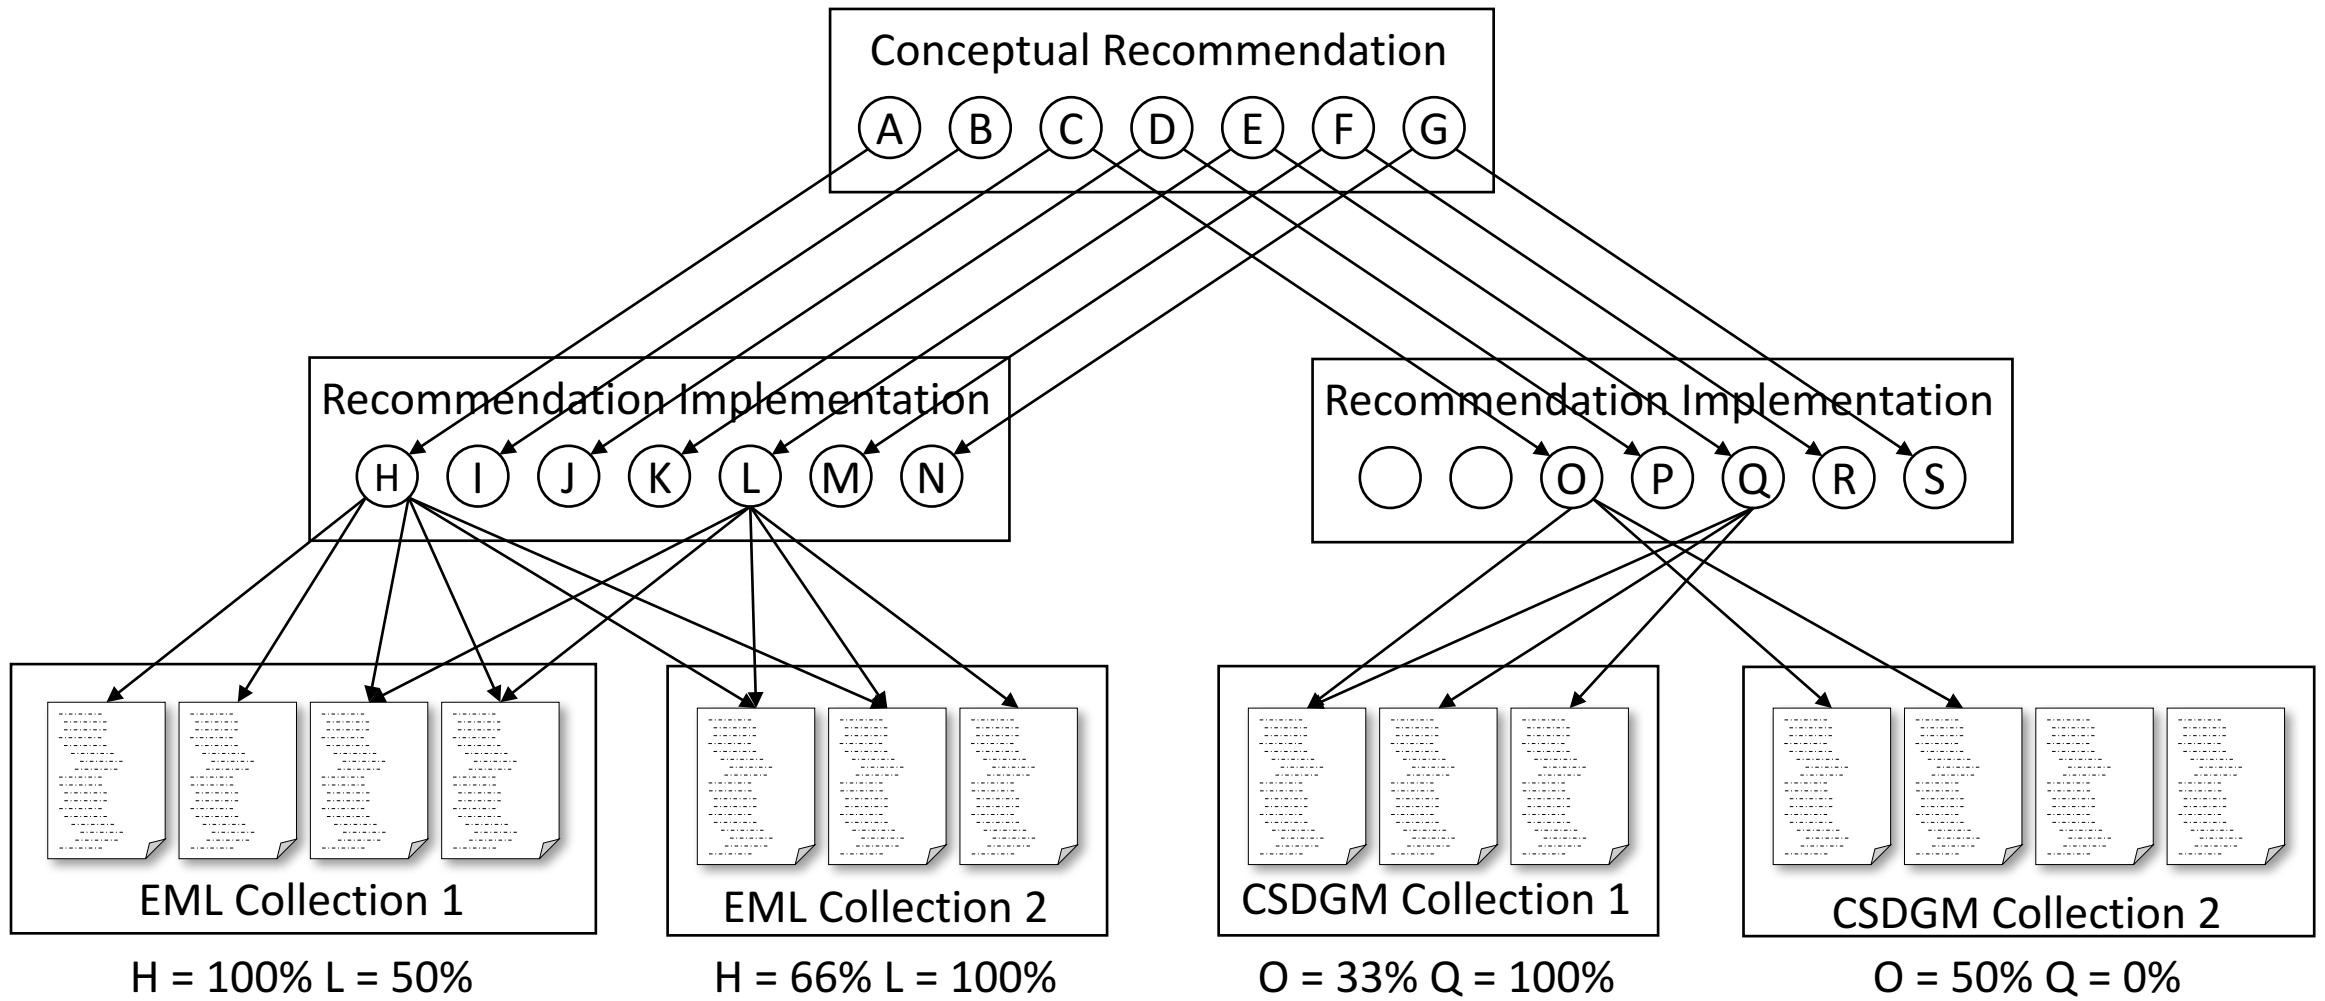 Conceptual Recommendation
A B C D E F G
Recommendation Implementation
H I J K L M N
Recommendation Implementation
O P Q R S
EML Collection 1
EML Collection 2
CSDGM Collection 1
CSDGM Collection 2
H = 100% L = 50%
H = 66% L = 100%
O = 33% Q = 100%
O = 50% Q = 0%